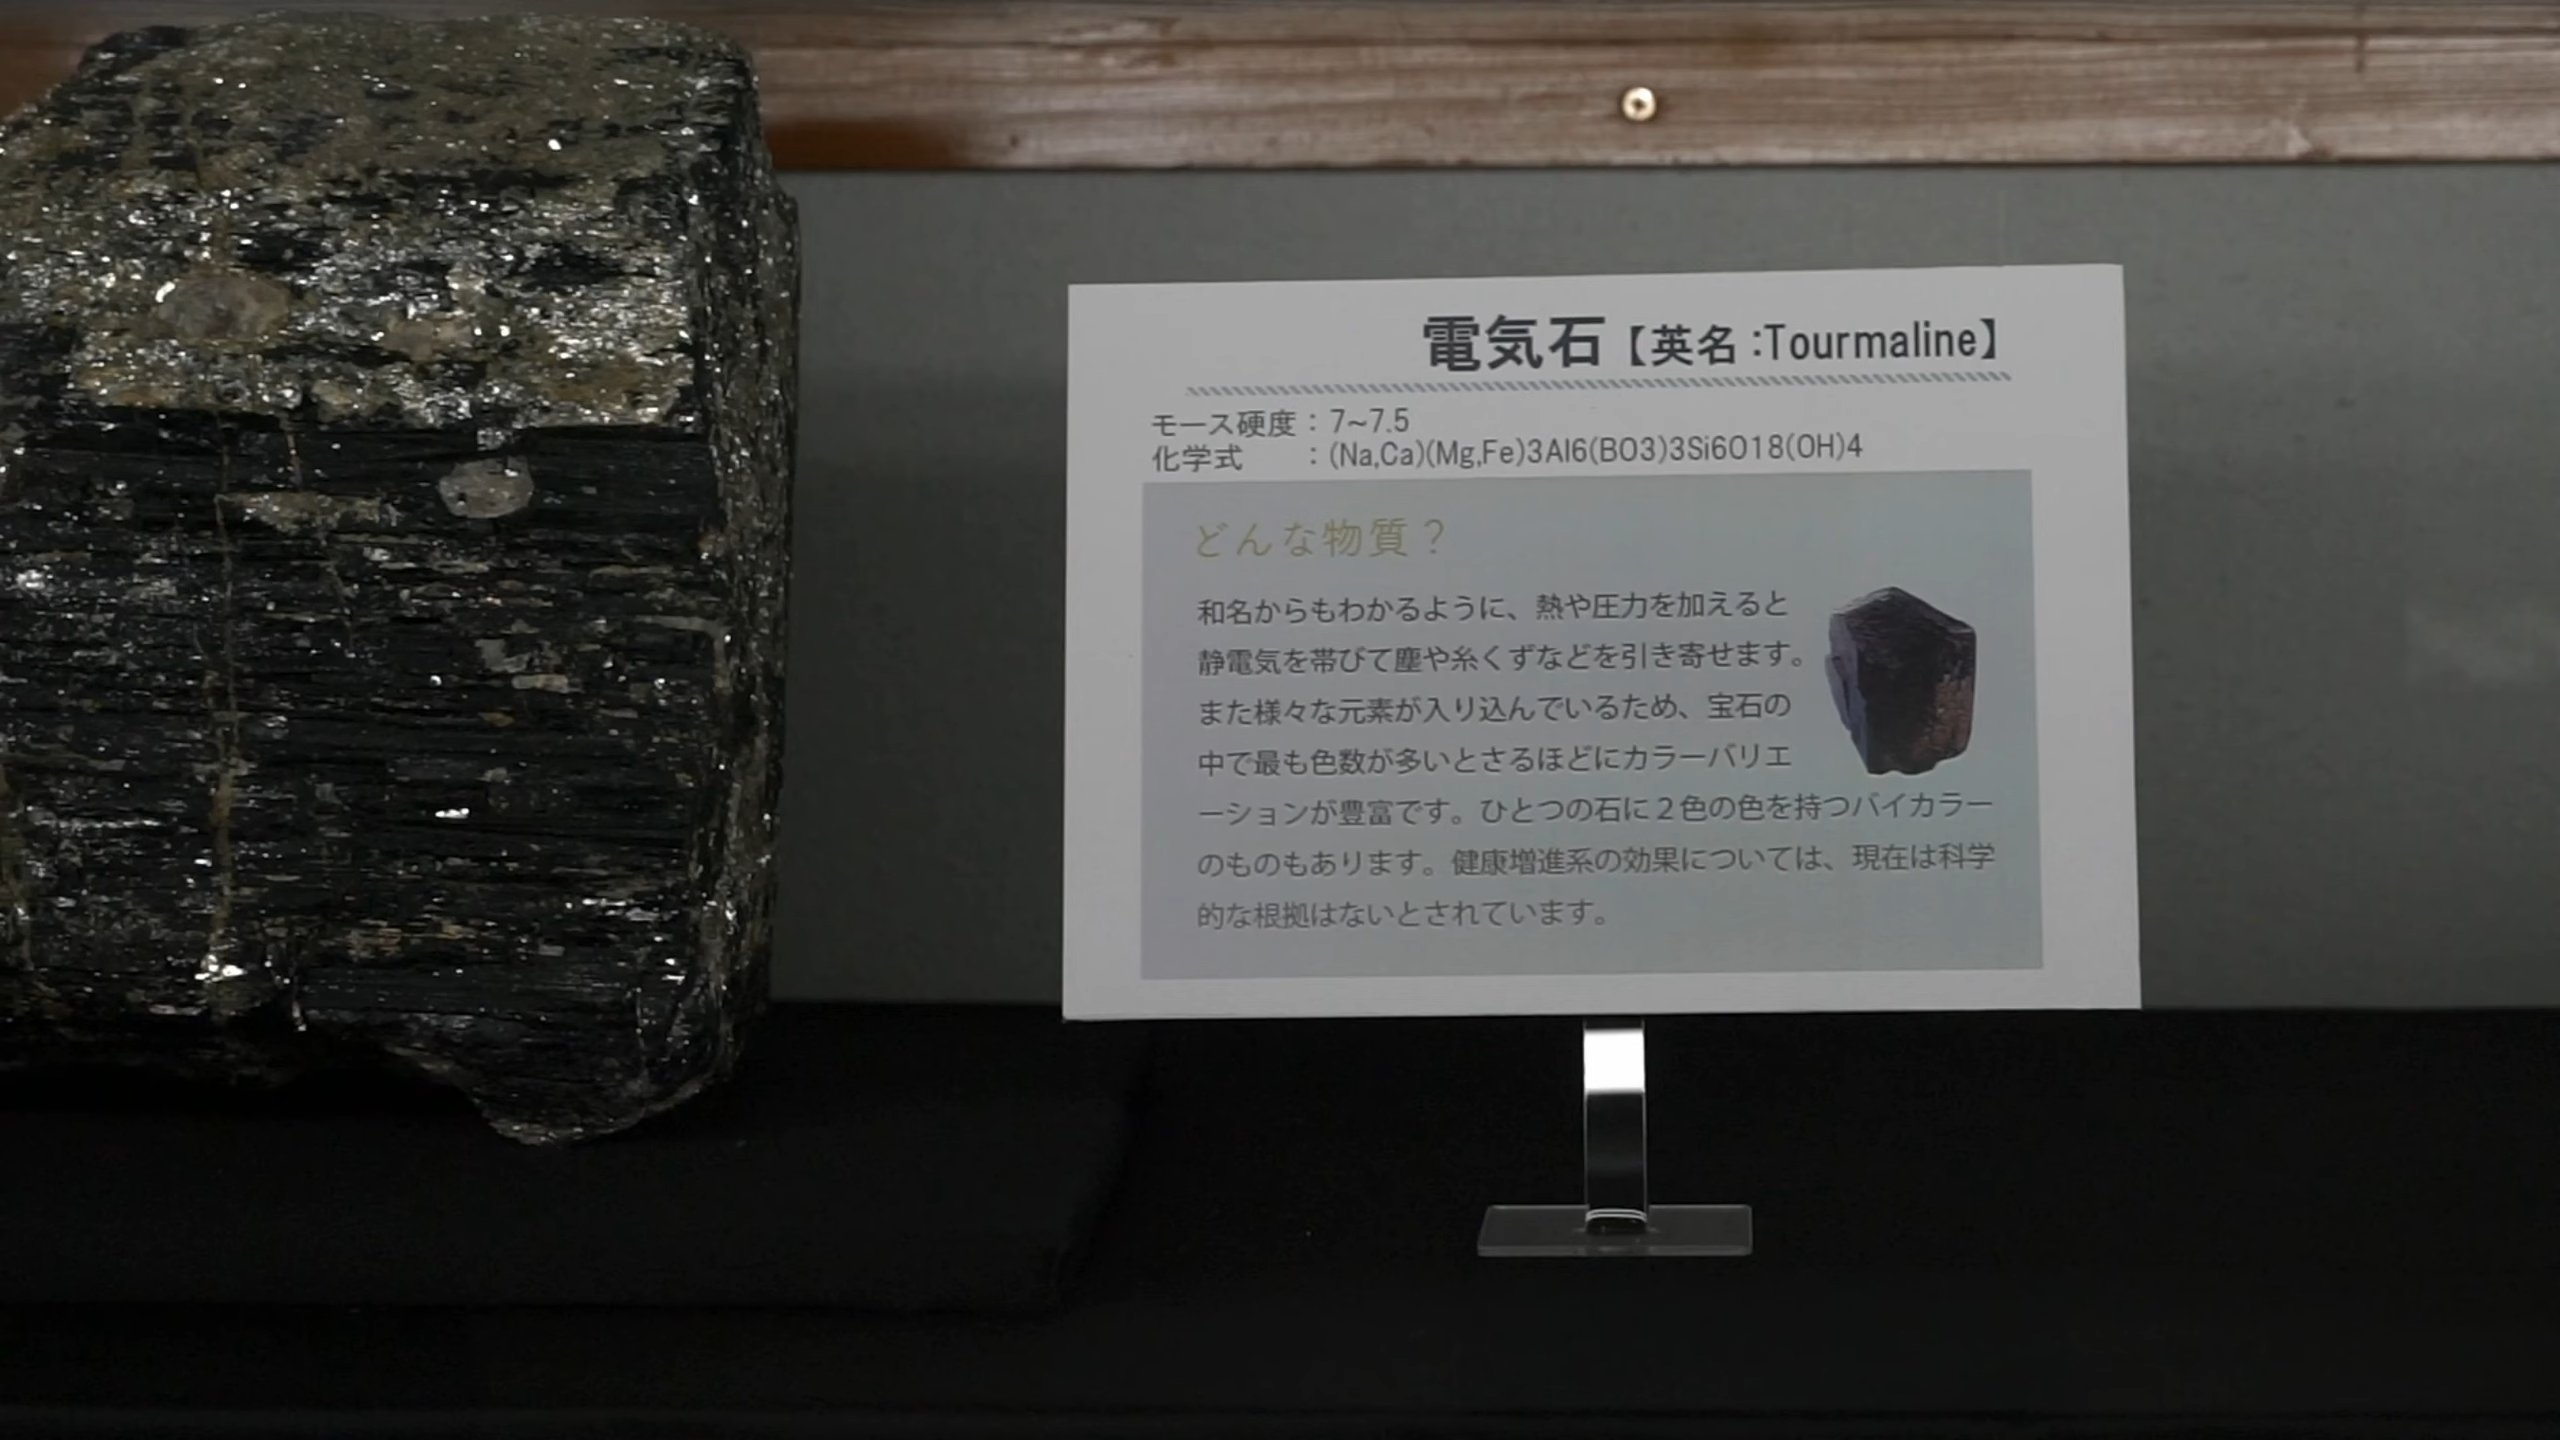 電気石【英名:Tourmaline】
モース硬度：7~7.5
化学式　　：(Na,Ca)(Mg,Fe)3Al6(BO3)3Si6O18(OH)4
どんな物質？
和名からもわかるように、熱や圧力を加えると
静電気を帯びて塵や糸くずなどを引き寄せます。
また様々な元素が入り込んでいるため、宝石の
中で最も色数が多いとさるほどにカラーバリエ
ーションが豊富です。ひとつの石に２色の色を持つバイカラー
のものもあります。健康増進系の効果については、現在は科学
的な根拠はないとされています。